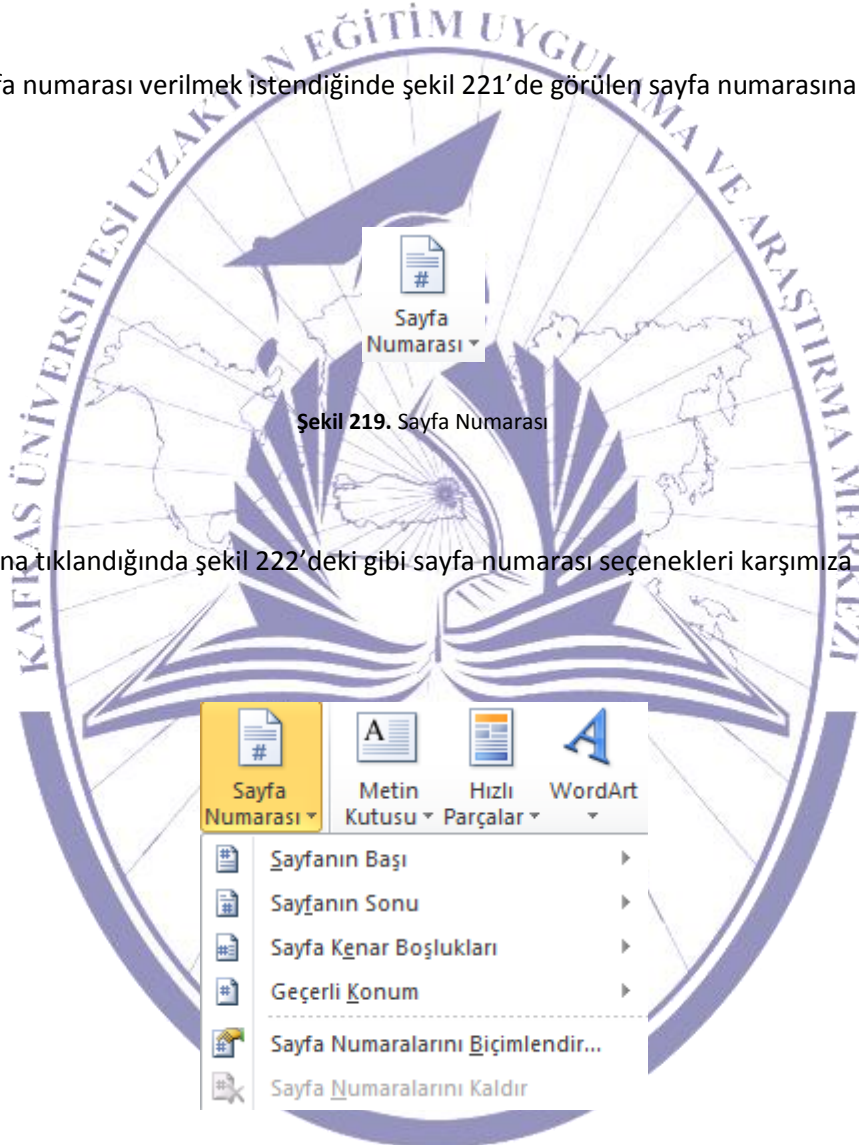 KAFKAS ÜNİVERSİTESİ UZAKTAN EĞİTİM UYGULAMA VE ARAŞTIRMA MERKEZI
numarası verilmek istendiğinde şekil 221’de görülen sayfa numarasına
Sayfa
Numarası
Şekil 219. Sayfa Numarası
tıklandığında şekil 222’deki gibi sayfa numarası seçenekleri karşımıza
Sayfa
Numarası
Metin
Kutusu
Hızlı
Parçalar
WordArt
Sayfanın Başı
Sayfanın Sonu
Sayfa Kenar Boşlukları
Geçerli Konum
Sayfa Numaralarını Biçimlendir...
Sayfa Numaralarını Kaldır